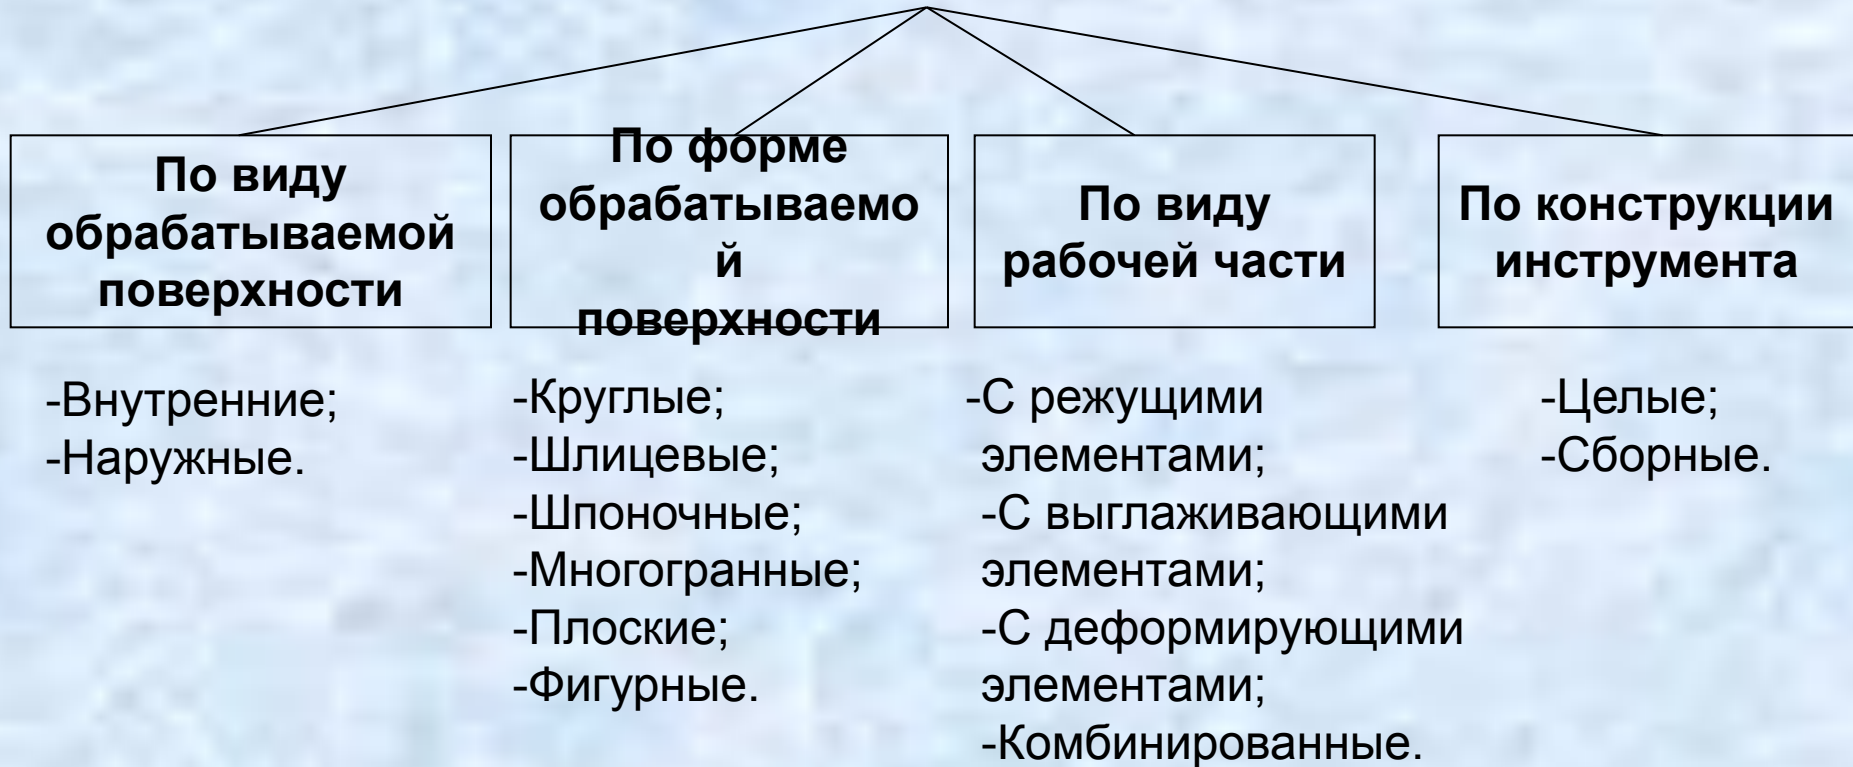 По виду
обрабатываемой
поверхности
По форме
обрабатываемо
й
поверхности
По виду
рабочей части
По конструкции
инструмента
-Внутренние;
-Наружные.
-Круглые;
-Шлицевые;
-Шпоночные;
-Многогранные;
-Плоские;
-Фигурные.
-С режущими
элементами;
-С выглаживающими
элементами;
-С деформирующими
элементами;
-Комбинированные.
-Целые;
-Сборные.